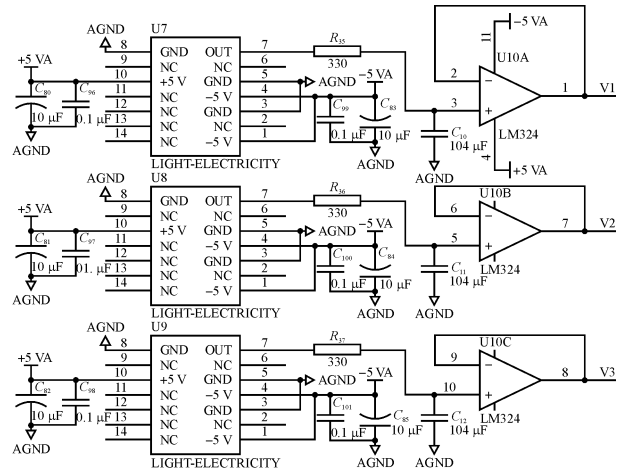 AGND U7
8 GND OUT 7 R35 330
+5 VA 9 NC NC 6
10 +5 V GND 5 AGND
C80 C96 11 NC −5 V 4 −5 VA
10 μF 0.1 μF 12 NC GND 3 C99 C83
13 NC NC 2
AGND 14 NC −5 V 1 0.1 μF 10 μF
LIGHT-ELECTRICITY AGND
−5 VA
11 U10A
2 −
3 + 1 V1
C10 LM324
104 μF 4
AGND +5 VA
AGND U8
8 GND OUT 7 R36 330
+5 VA 9 NC NC 6
10 +5 V GND 5 AGND
C81 C97 11 NC −5 V 4 −5 VA
10 μF 01. μF 12 NC GND 3 C100 C84
13 NC NC 2
AGND 14 NC −5 V 1 0.1 μF 10 μF
LIGHT-ELECTRICITY AGND
U10B
6 −
5 + 7 V2
C11 LM324
104 μF
AGND
AGND U9
8 GND OUT 7 R37 330
+5 VA 9 NC NC 6
10 +5 V GND 5 AGND
C82 C98 11 NC −5 V 4 −5 VA
10 μF 0.1 μF 12 NC GND 3 C101 C85
13 NC NC 2
AGND 14 NC −5 V 1 0.1 μF 10 μF
LIGHT-ELECTRICITY AGND
U10C
9 −
10 + 8 V3
C12 LM324
104 μF
AGND